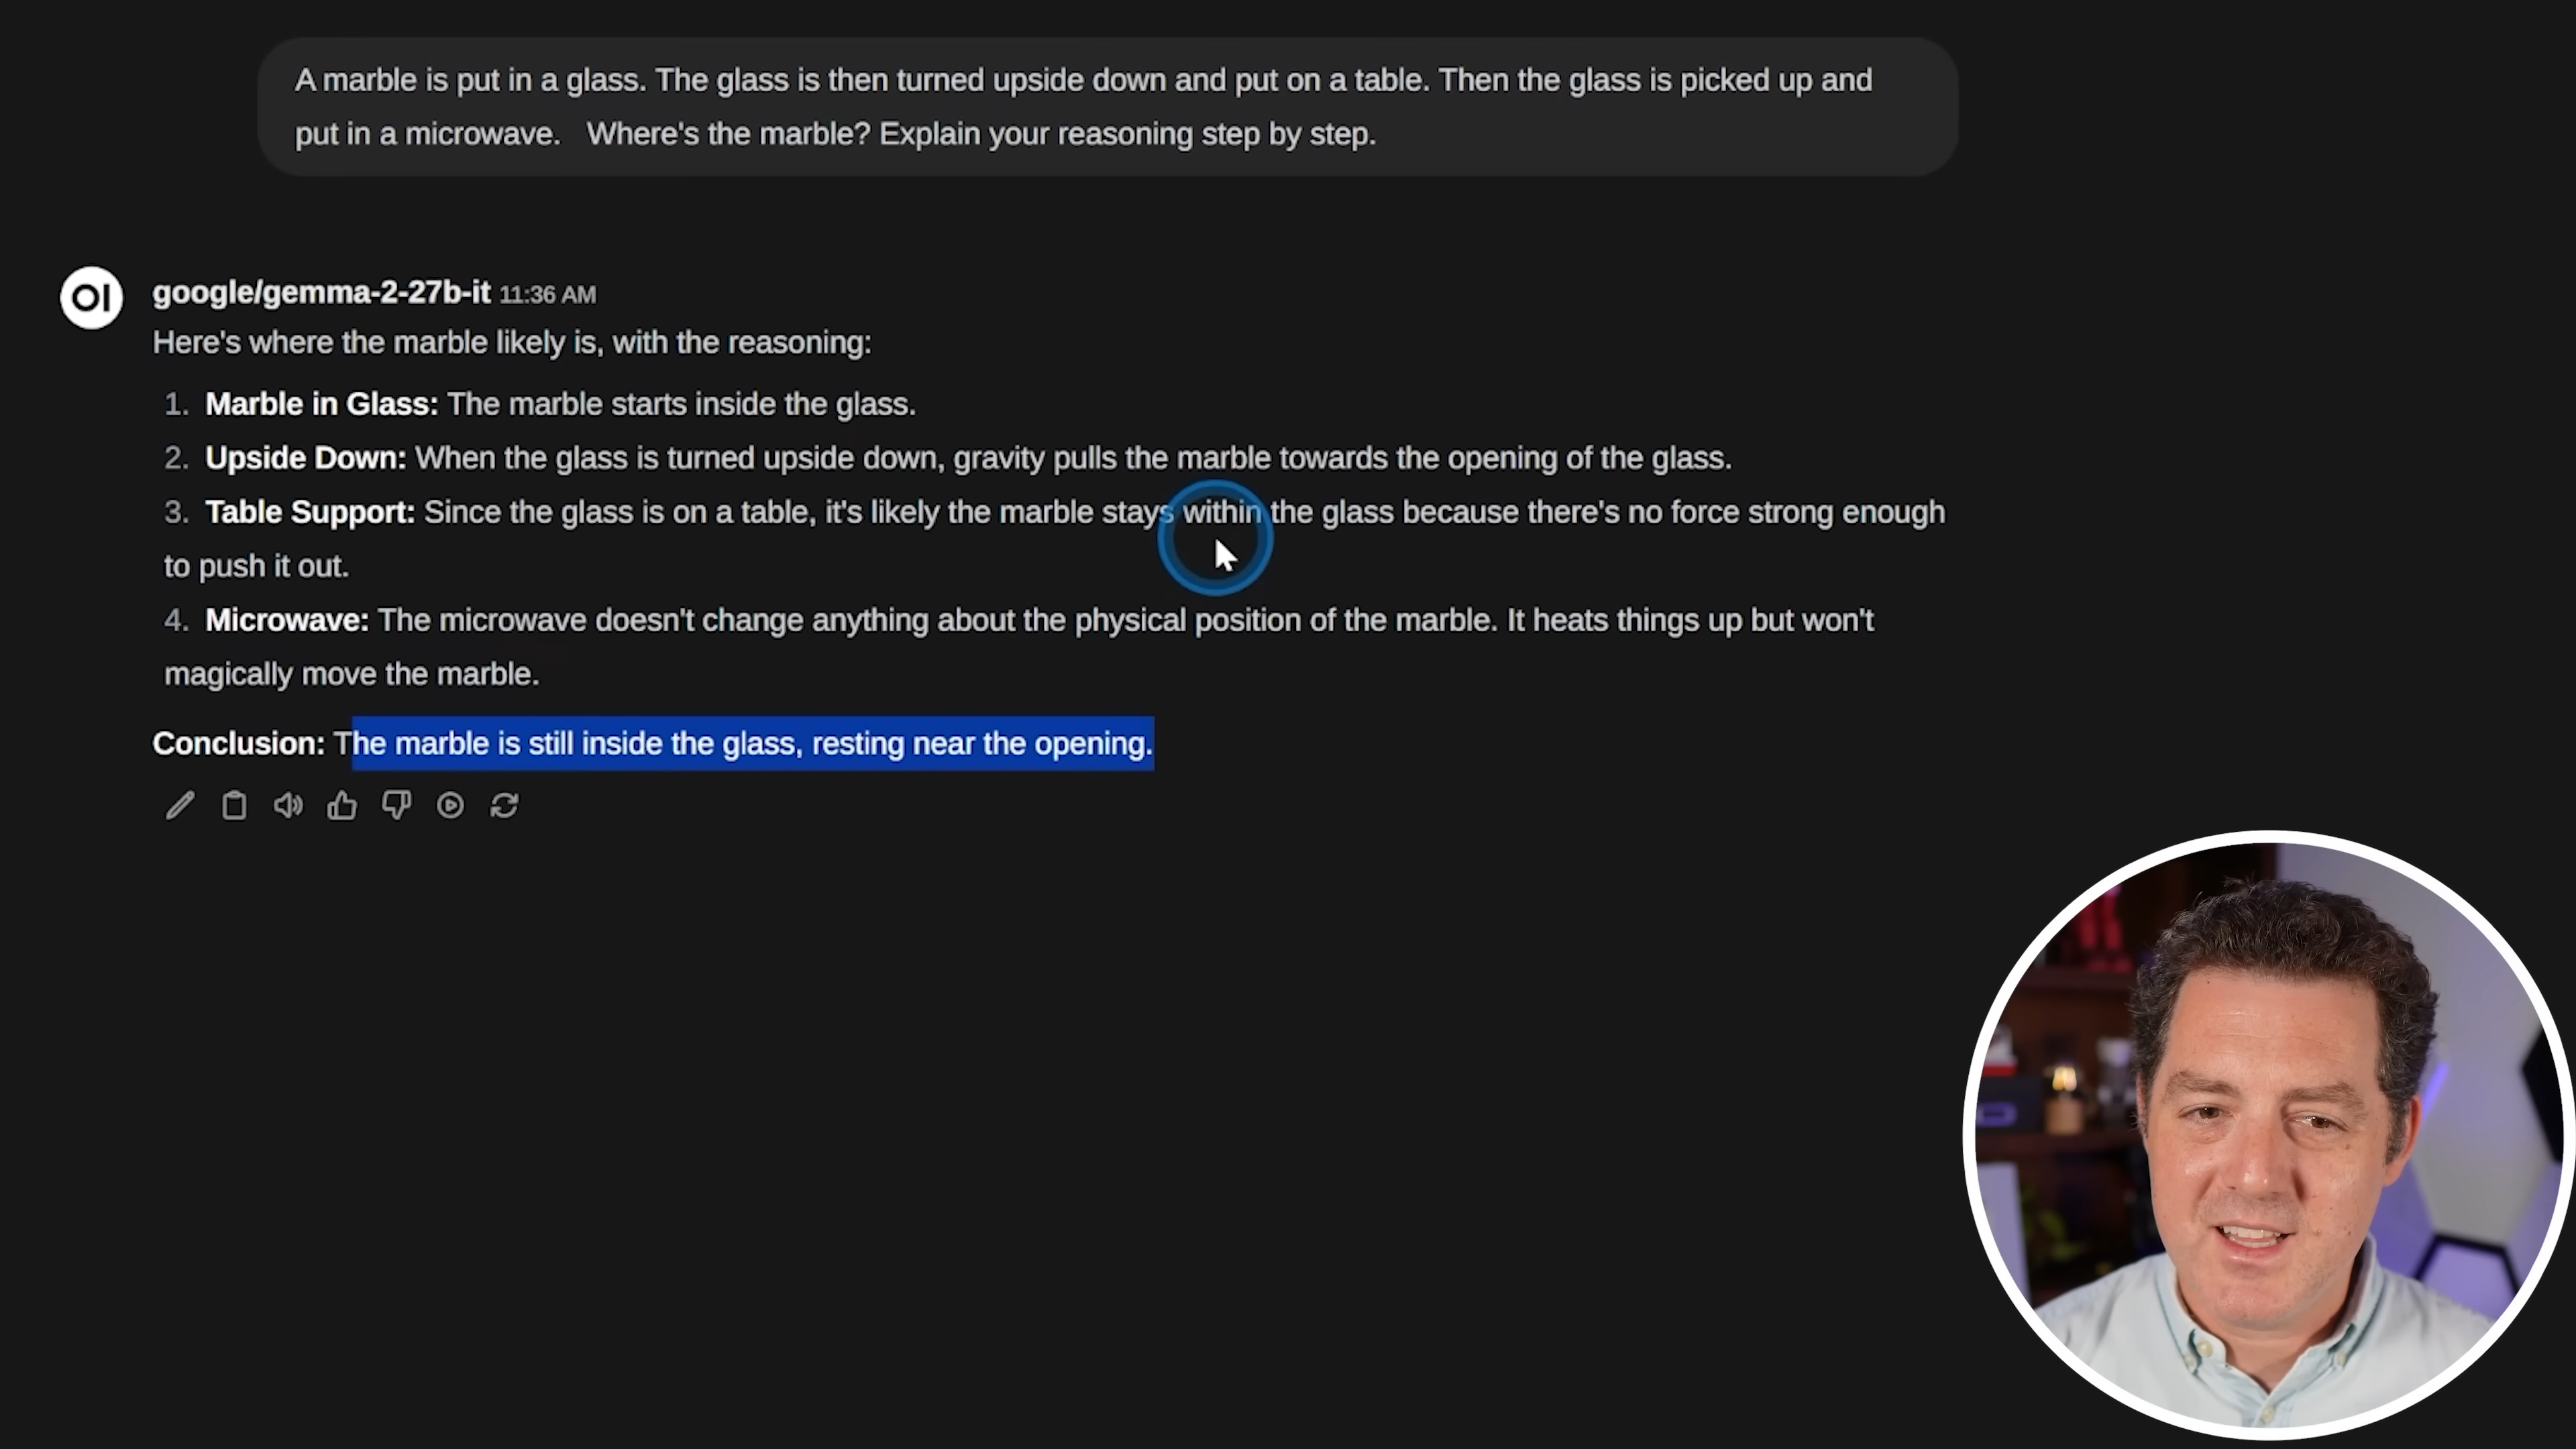 A marble is put in a glass. The glass is then turned upside down and put on a table. Then the glass is picked up and
put in a microwave.   Where's the marble? Explain your reasoning step by step.
OI
google/gemma-2-27b-it 11:36 AM
Here's where the marble likely is, with the reasoning:
1. Marble in Glass: The marble starts inside the glass.
2. Upside Down: When the glass is turned upside down, gravity pulls the marble towards the opening of the glass.
3. Table Support: Since the glass is on a table, it's likely the marble stays within the glass because there's no force strong enough
to push it out.
4. Microwave: The microwave doesn't change anything about the physical position of the marble. It heats things up but won't
magically move the marble.
Conclusion: The marble is still inside the glass, resting near the opening.